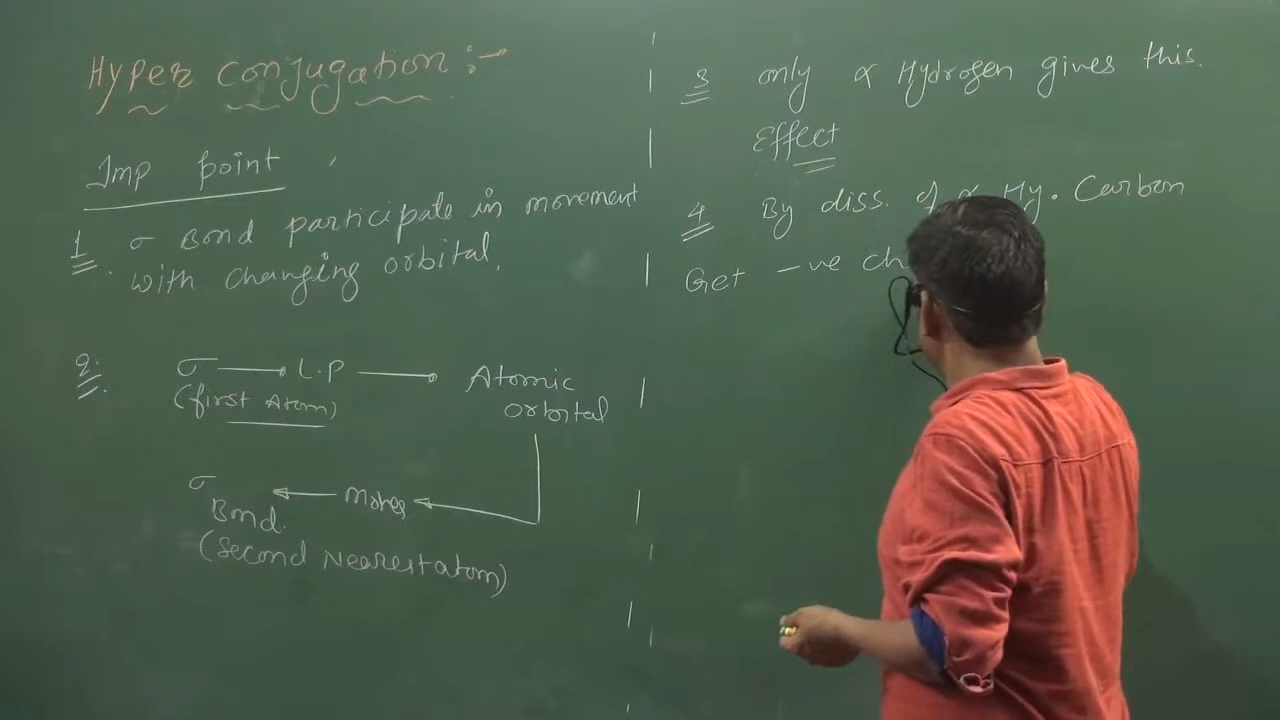 Hyper conjugation :-
Imp point
1. σ Bond participate in movement
with changing orbital.
2. σ → L.P → Atomic
orbital
(first Atom)
σ ← moves ←
Bond.
(Second Nearest atom)
3 only α Hydrogen gives this.
Effect
4 By diss. of α Hy. Carbon
Get -ve